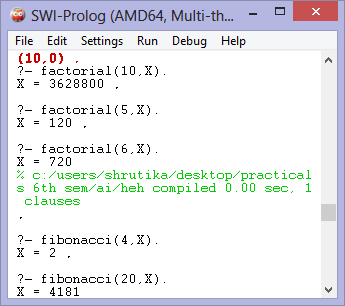 SWI-Prolog (AMD64, Multi-th...
File Edit Settings Run Debug Help
(10,0) .
?- factorial(10,X).
X = 3628800 .
?- factorial(5,X).
X = 120 .
?- factorial(6,X).
X = 720
% c:/users/shrutika/desktop/practical
s 6th sem/ai/heh compiled 0.00 sec, 1
clauses
.
?- fibonacci(4,X).
X = 2 .
?- fibonacci(20,X).
X = 4181